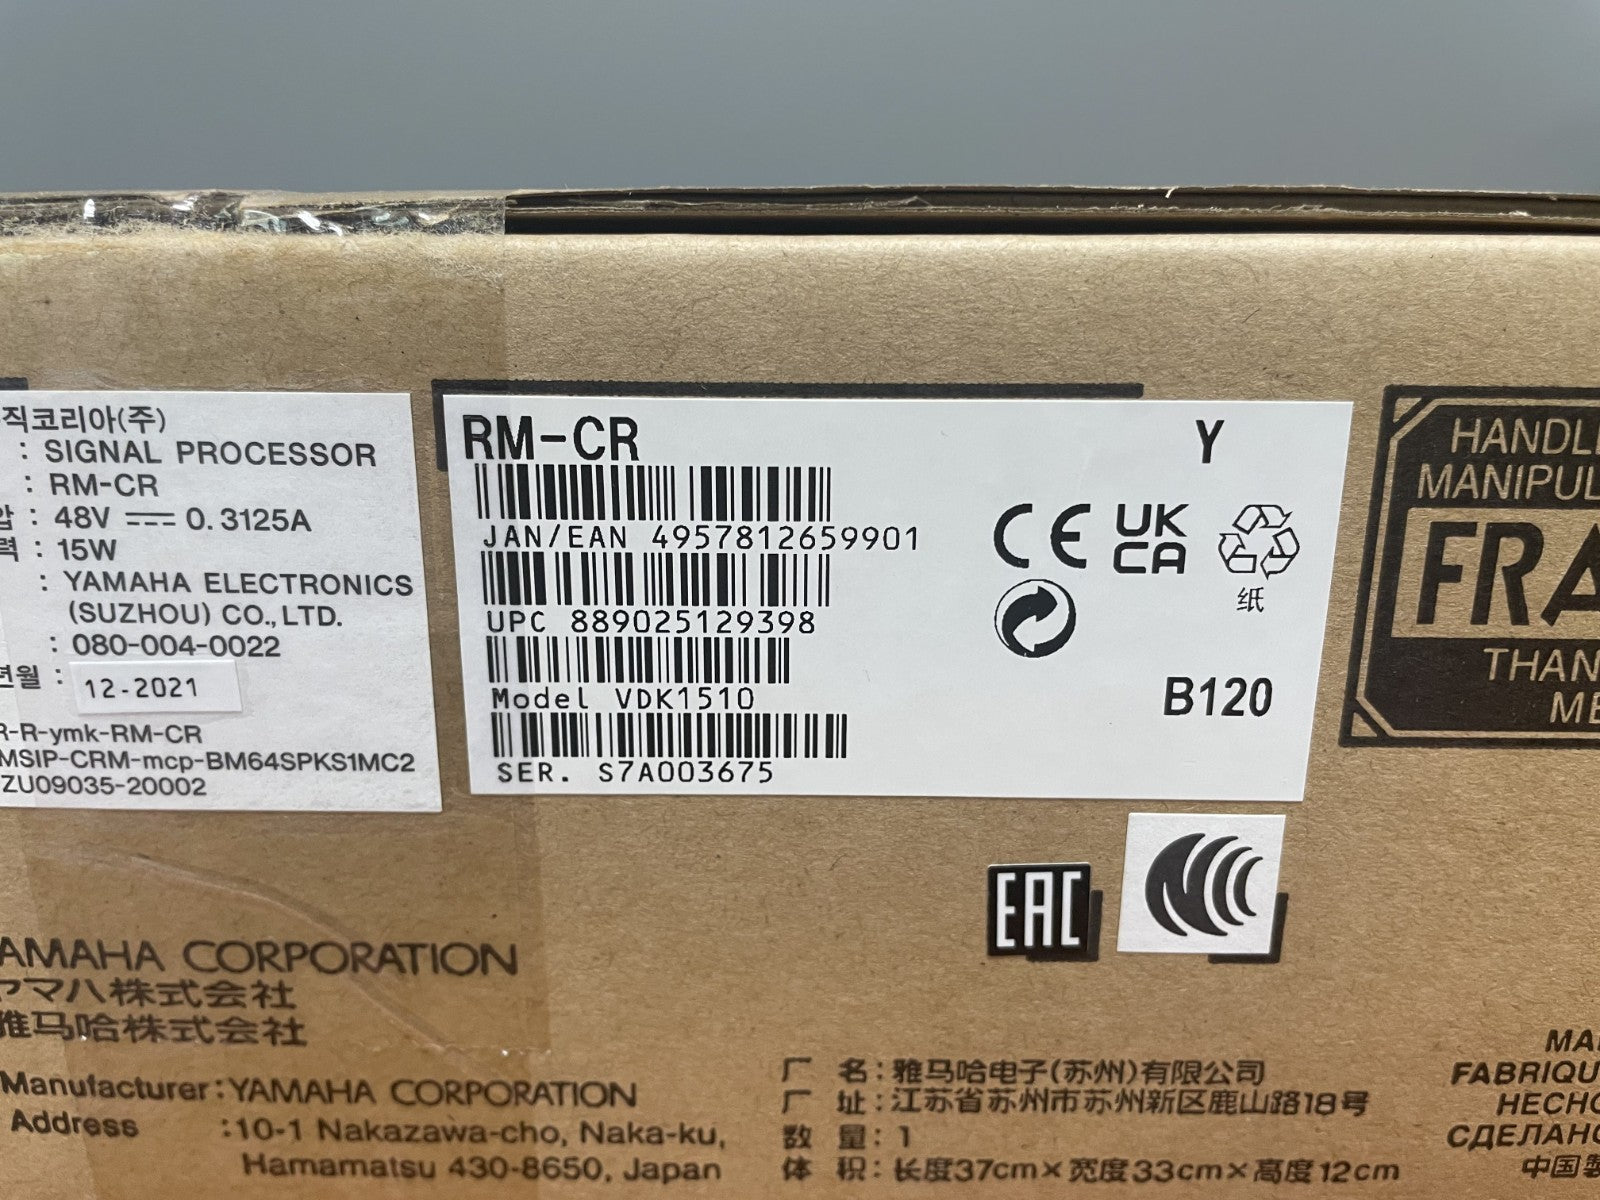 직코리아(주)
: SIGNAL PROCESSOR
: RM-CR
압 : 48V 0.3125A
력 : 15W
: YAMAHA ELECTRONICS
(SUZHOU) CO., LTD.
: 080-004-0022
년월 : 12-2021
R-R-ymk-RM-CR
MSIP-CRM-mcp-BM64SPKS1MC2
ZU09035-20002
RM-CR
Y
JAN/EAN 4957812659901
UPC 889025129398
Model VDK1510
SER. S7A003675
CE
UK
CA
纸
B120
HANDL
MANIPUL
FRA
THAN
ME
EAC
AMAHA CORPORATION
ヤマハ株式会社
雅马哈株式会社
Manufacturer : YAMAHA CORPORATION
Address : 10-1 Nakazawa-cho, Naka-ku,
Hamamatsu 430-8650, Japan
厂 名 : 雅马哈电子(苏州)有限公司
厂 址 : 江苏省苏州市苏州新区鹿山路18号
数 量 : 1
体 积 : 长度37cm×宽度33cm×高度12cm
MA
FABRIQU
HECHO
СДЕЛАНО
中国製